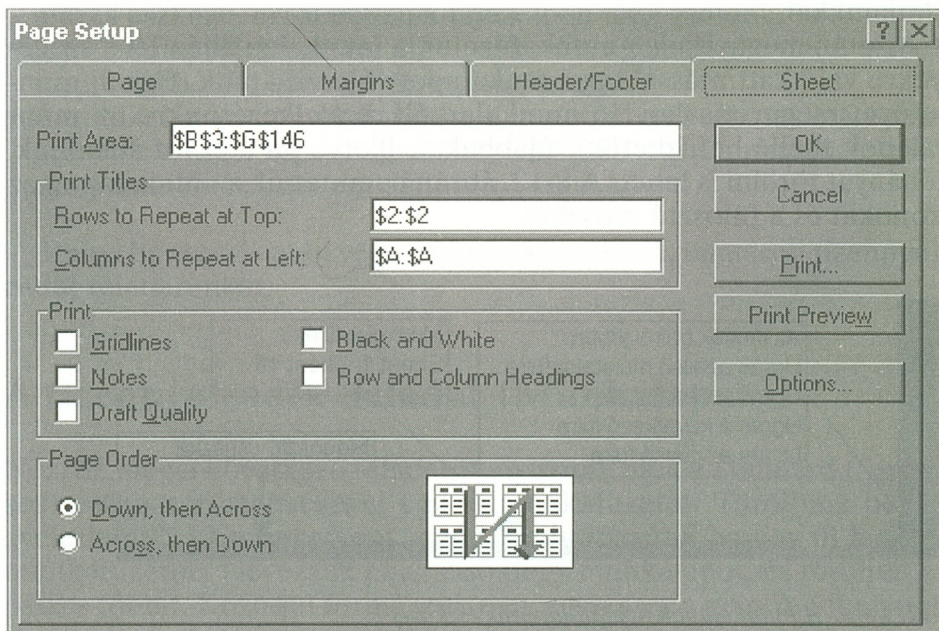 Page Setup
Page Margins Header/Footer Sheet
Print Area: $B$3:$G$146
OK
Print Titles
Rows to Repeat at Top: $2:$2
Columns to Repeat at Left: $A:$A
Cancel
Print...
Print Preview
Options...
Print
Gridlines
Notes
Draft Quality
Black and White
Row and Column Headings
Page Order
Down, then Across
Across, then Down